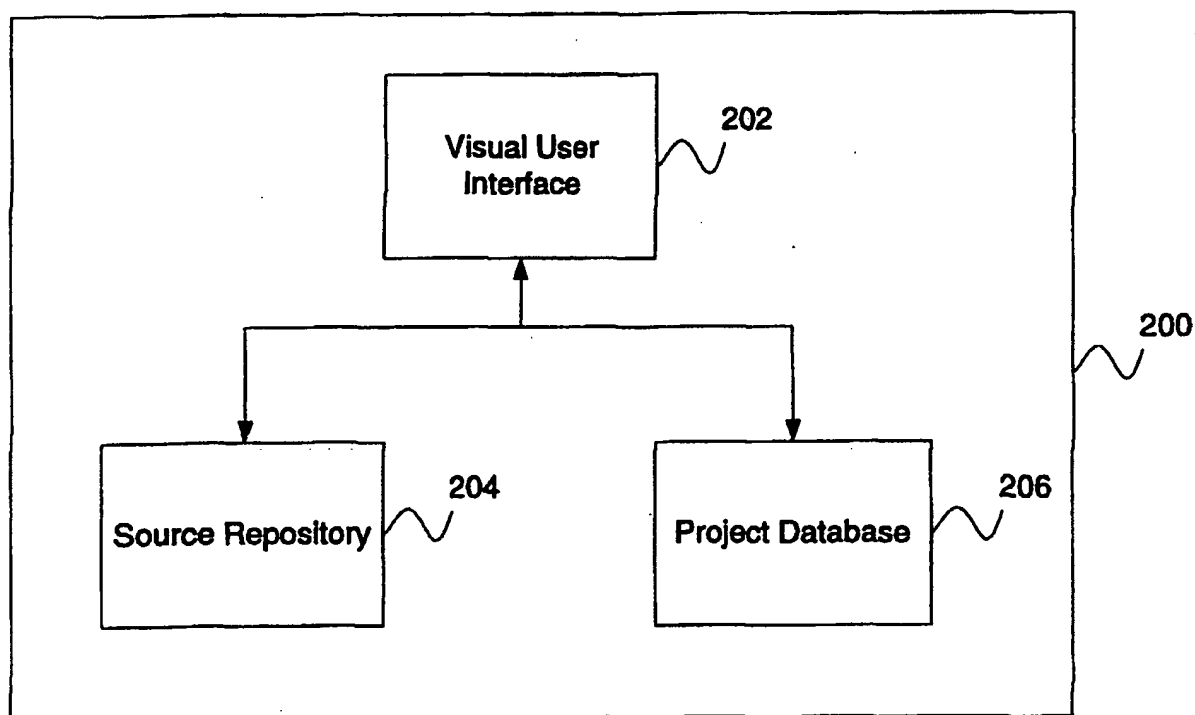 Visual User
Interface
202
200
Source Repository
204
Project Database
206